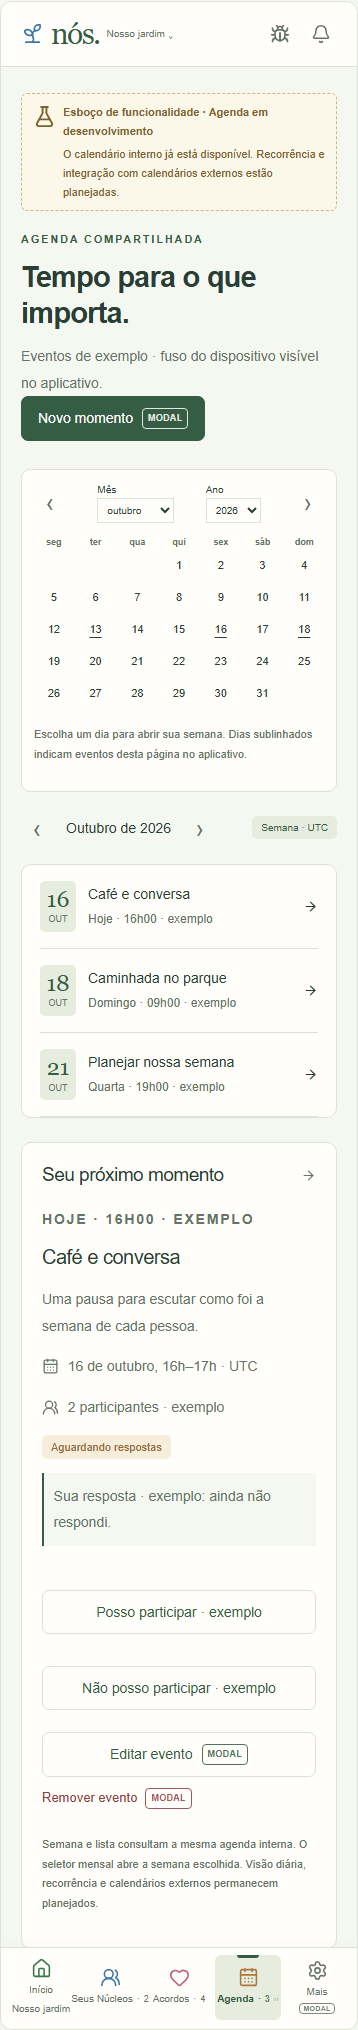 nós. Nosso jardim
Esboço de funcionalidade · Agenda em
desenvolvimento
O calendário interno já está disponível. Recorrência e
integração com calendários externos estão
planejadas.
AGENDA COMPARTILHADA
Tempo para o que
importa.
Eventos de exemplo · fuso do dispositivo visível
no aplicativo.
Novo momento MODAL
Mês Ano
outubro 2026
seg ter qua qui sex sáb dom
1 2 3 4
5 6 7 8 9 10 11
12 13 14 15 16 17 18
19 20 21 22 23 24 25
26 27 28 29 30 31
Escolha um dia para abrir sua semana. Dias sublinhados
indicam eventos desta página no aplicativo.
Outubro de 2026 Semana · UTC
16 Café e conversa
OUT Hoje · 16h00 · exemplo
18 Caminhada no parque
OUT Domingo · 09h00 · exemplo
21 Planejar nossa semana
OUT Quarta · 19h00 · exemplo
Seu próximo momento
HOJE · 16H00 · EXEMPLO
Café e conversa
Uma pausa para escutar como foi a
semana de cada pessoa.
16 de outubro, 16h–17h · UTC
2 participantes · exemplo
Aguardando respostas
Sua resposta · exemplo: ainda não
respondi.
Posso participar · exemplo
Não posso participar · exemplo
Editar evento MODAL
Remover evento MODAL
Semana e lista consultam a mesma agenda interna. O
seletor mensal abre a semana escolhida. Visão diária,
recorrência e calendários externos permanecem
planejados.
Início Seus Núcleos · 2 Acordos · 4 Agenda · 3 Mais
Nosso jardim MODAL